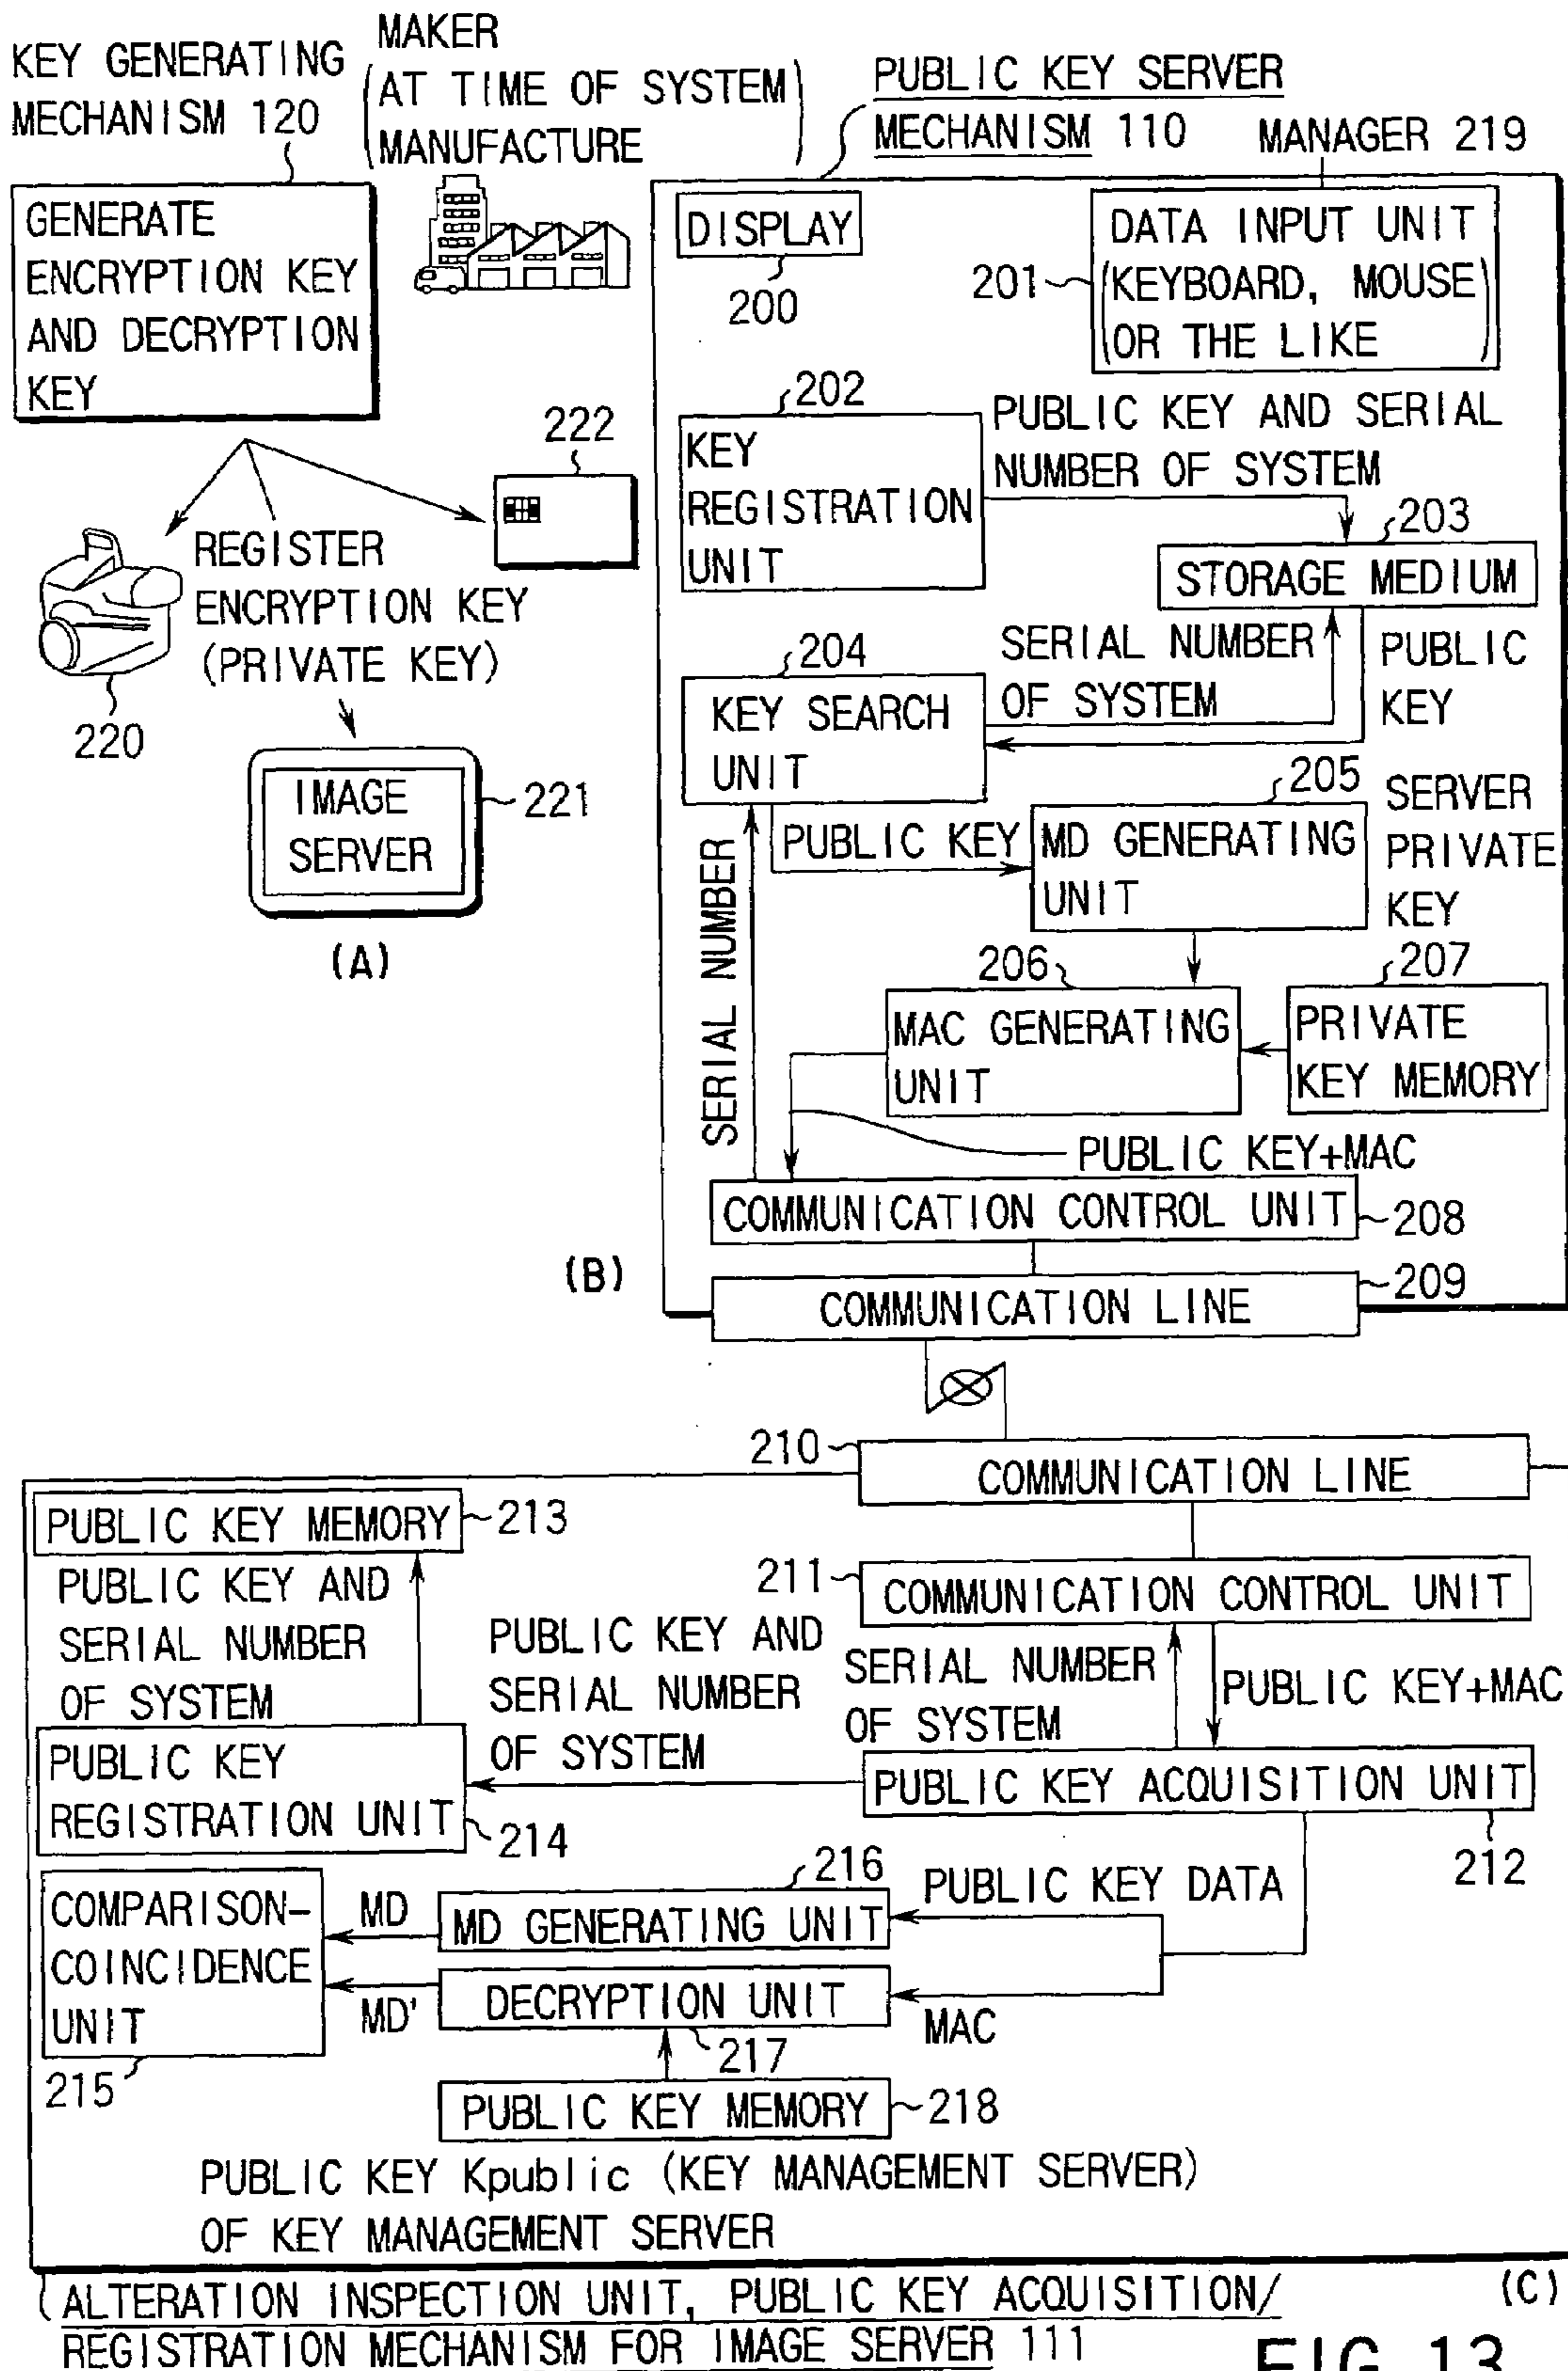 KEY GENERATING
MECHANISM 120
MAKER
(AT TIME OF SYSTEM
MANUFACTURE)
GENERATE
ENCRYPTION KEY
AND DECRYPTION
KEY
222
REGISTER
ENCRYPTION KEY
(PRIVATE KEY)
220
IMAGE
SERVER
221
(A)
PUBLIC KEY SERVER
MECHANISM 110
MANAGER 219
DISPLAY
200
201
DATA INPUT UNIT
(KEYBOARD, MOUSE
OR THE LIKE)
202
KEY
REGISTRATION
UNIT
PUBLIC KEY AND SERIAL
NUMBER OF SYSTEM
203
STORAGE MEDIUM
204
KEY SEARCH
UNIT
SERIAL NUMBER
OF SYSTEM
PUBLIC
KEY
205
PUBLIC KEY
MD GENERATING
UNIT
SERVER
PRIVATE
KEY
SERIAL NUMBER
206
MAC GENERATING
UNIT
207
PRIVATE
KEY MEMORY
PUBLIC KEY+MAC
COMMUNICATION CONTROL UNIT
208
(B)
209
COMMUNICATION LINE
210
COMMUNICATION LINE
PUBLIC KEY MEMORY
213
211
COMMUNICATION CONTROL UNIT
PUBLIC KEY AND
SERIAL NUMBER
OF SYSTEM
PUBLIC KEY AND
SERIAL NUMBER
OF SYSTEM
SERIAL NUMBER
OF SYSTEM
PUBLIC KEY+MAC
PUBLIC KEY
REGISTRATION UNIT
214
PUBLIC KEY ACQUISITION UNIT
212
COMPARISON-
COINCIDENCE
UNIT
215
MD
MD'
216
MD GENERATING UNIT
PUBLIC KEY DATA
DECRYPTION UNIT
MAC
217
PUBLIC KEY MEMORY
218
PUBLIC KEY Kpublic (KEY MANAGEMENT SERVER)
OF KEY MANAGEMENT SERVER
ALTERATION INSPECTION UNIT, PUBLIC KEY ACQUISITION/
REGISTRATION MECHANISM FOR IMAGE SERVER 111
(C)
FIG. 13